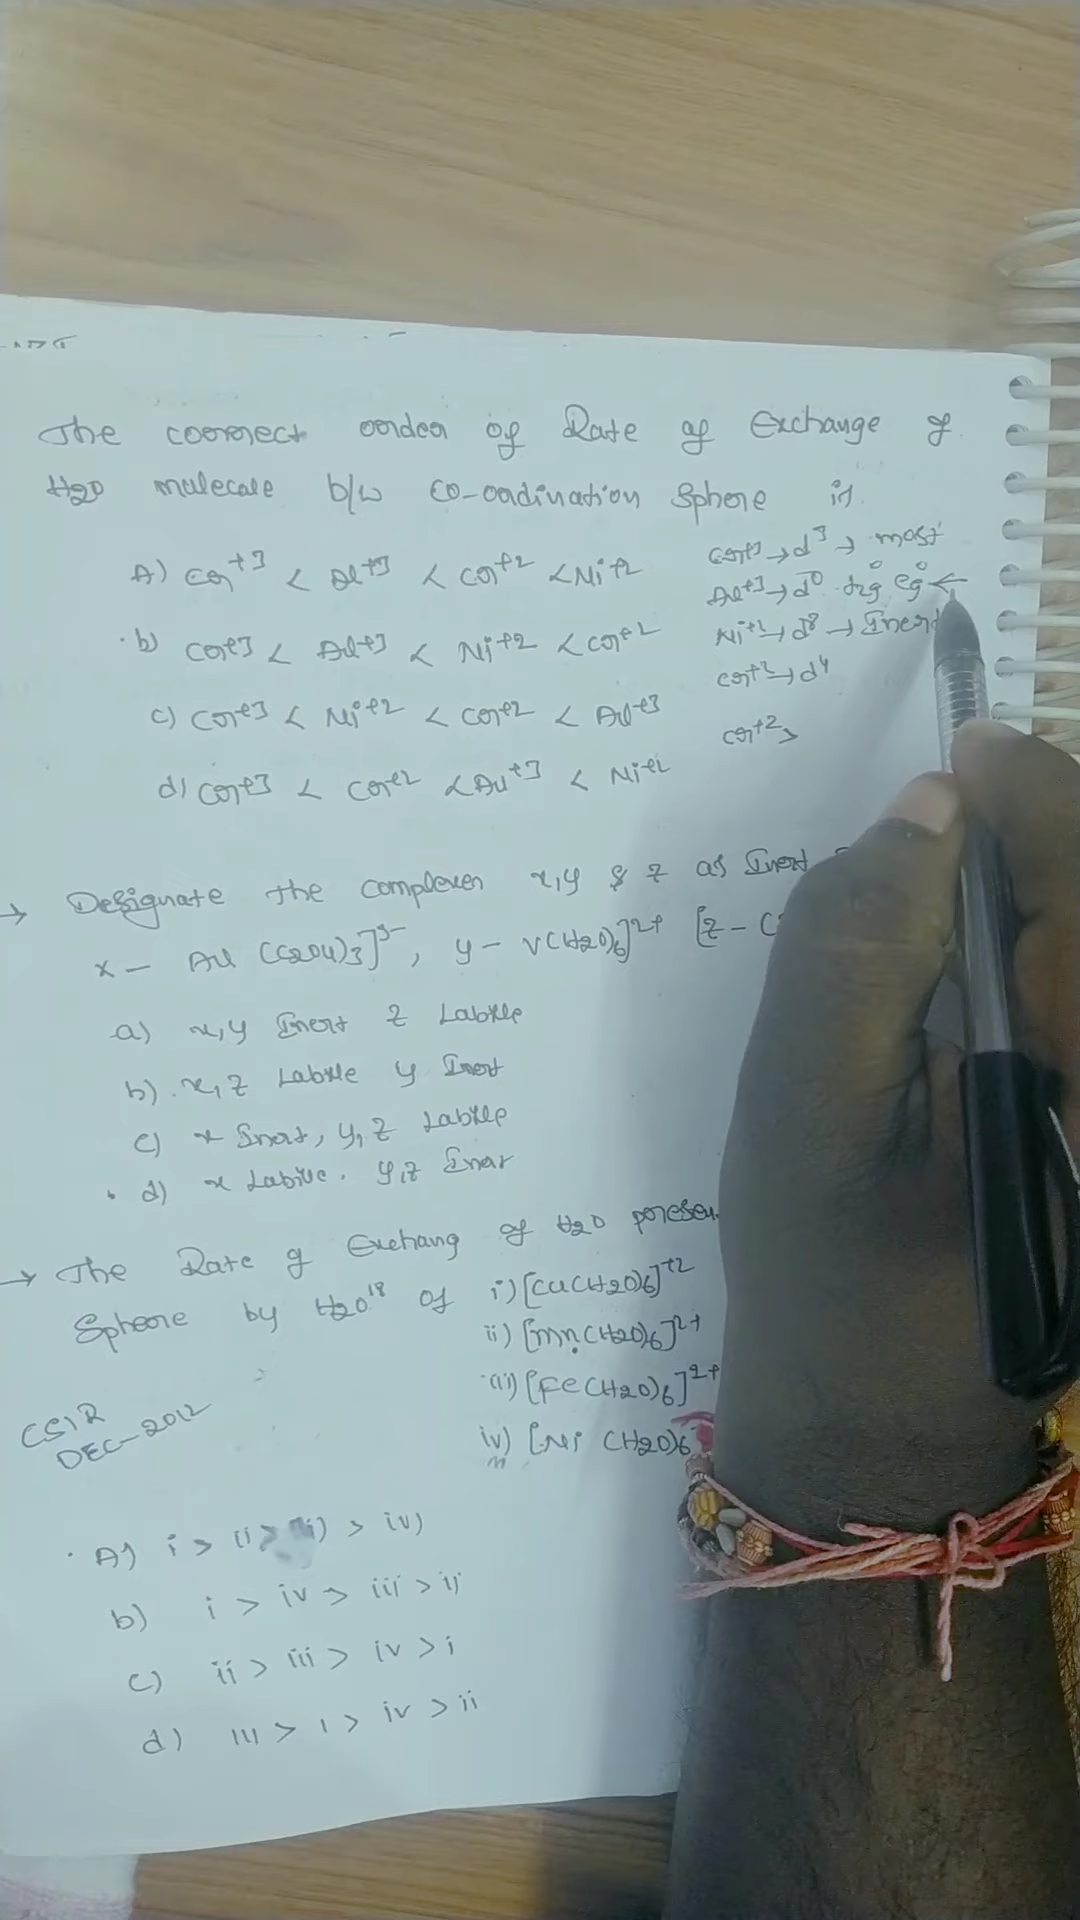 The correct order of Rate of Exchange of
H2O molecule b/w co-ordination Sphere is
A) Cr+3 < Al+3 < Cr+2 < Ni+2
b) Cr+3 < Al+3 < Ni+2 < Cr+2
c) Cr+3 < Ni+2 < Cr+2 < Al+3
d) Cr+3 < Cr+2 < Al+3 < Ni+2
Cr+3 → d3 → most
Al+3 → d0 t2g0 eg0 ←
Ni+2 → d8 → Inert
Cr+2 → d4
Cr+2 >
→ Designate the complexes x,y & z as Inert
x — Al (C2O4)3]3-, y – V(H2O)6]2+ [z – C
a) x,y Inert z Labile
b) x,z Labile y Inert
c) x Inert, y,z Labile
d) x Labile. y,z Inert
→ The Rate of Exchang of H2O presen
Sphere by H2O18 of i) [Cu(H2O)6]+2
ii) [Mn(H2O)6]2+
iii) [Fe(H2O)6]2+
iv) [Ni (H2O)6
CSIR
DEC-2012
A) i > ii > iii) > iv)
b) i > iv > iii > ii
c) ii > iii > iv > i
d) III > I > iv > ii